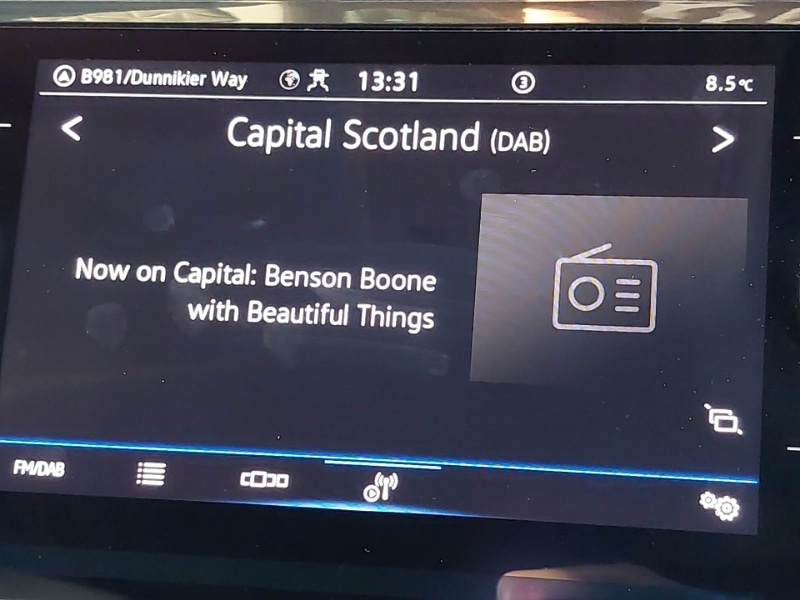 B981/Dunnikier Way 13:31 3 8.5°C
Capital Scotland (DAB)
Now on Capital: Benson Boone
with Beautiful Things
FM/DAB